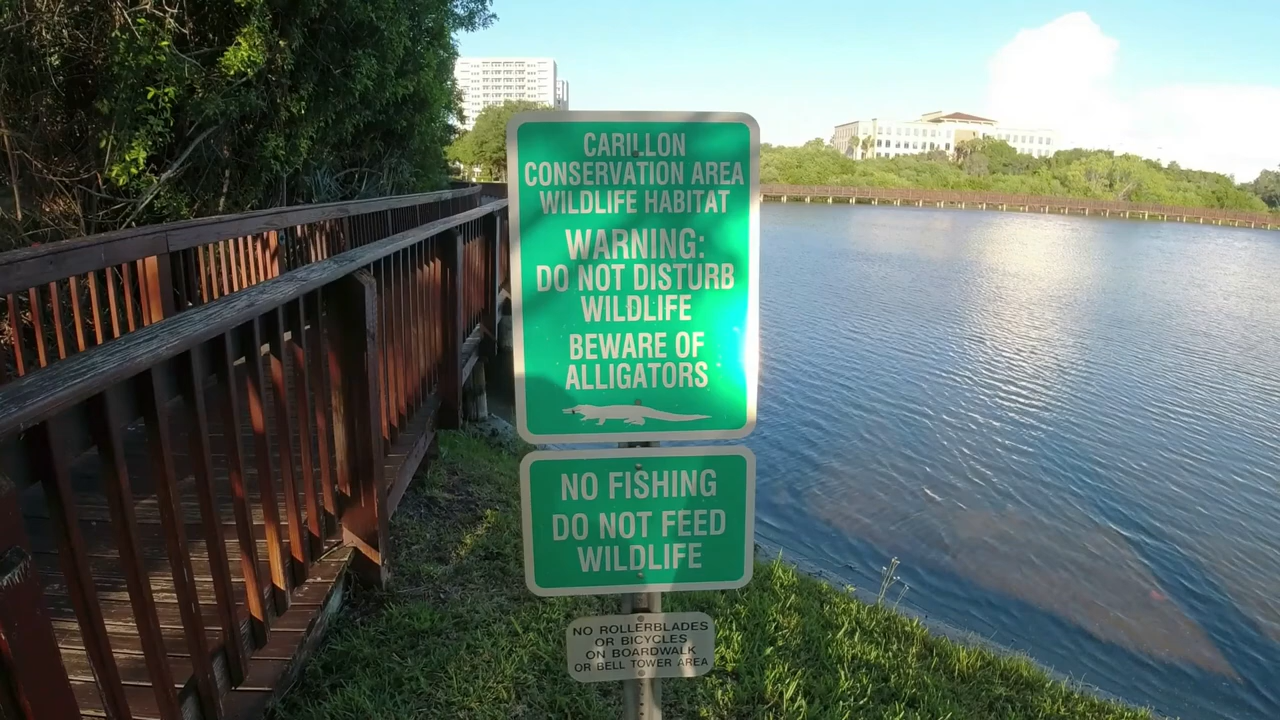 CARILLON
CONSERVATION AREA
WILDLIFE HABITAT
WARNING:
DO NOT DISTURB
WILDLIFE
BEWARE OF
ALLIGATORS
NO FISHING
DO NOT FEED
WILDLIFE
NO ROLLERBLADES
OR BICYCLES
ON BOARDWALK
OR BELL TOWER AREA